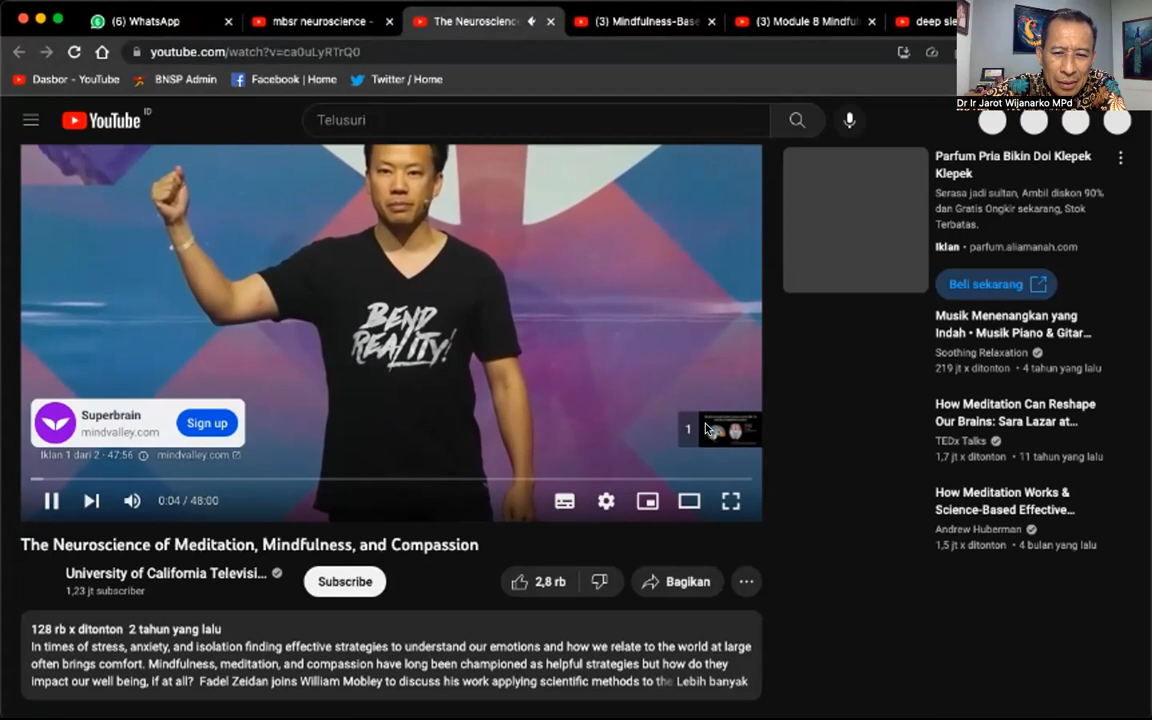 (6) WhatsApp
mbsr neuroscience -
The Neuroscienc
(3) Mindfulness-Bas
(3) Module 8 Mindful
deep sle
youtube.com/watch?v=ca0uLyRTrQ0
Dasbor - YouTube
BNSP Admin
Facebook | Home
Twitter / Home
Dr Ir Jarot Wijanarko MPd
YouTube ID
Telusuri
BEND
REALITY!
Superbrain
mindvalley.com
Sign up
Iklan 1 dari 2 · 47:56
mindvalley.com
1
0:04 / 48:00
Parfum Pria Bikin Doi Klepek
Klepek
Serasa jadi sultan, Ambil diskon 90%
dan Gratis Ongkir sekarang, Stok
Terbatas.
Iklan • parfum.aliamanah.com
Beli sekarang
Musik Menenangkan yang
Indah • Musik Piano & Gitar...
Soothing Relaxation
219 jt x ditonton • 4 tahun yang lalu
How Meditation Can Reshape
Our Brains: Sara Lazar at...
TEDx Talks
1,7 jt x ditonton • 11 tahun yang lalu
How Meditation Works &
Science-Based Effective...
Andrew Huberman
1,5 jt x ditonton • 4 bulan yang lalu
The Neuroscience of Meditation, Mindfulness, and Compassion
University of California Televisi...
1,23 jt subscriber
Subscribe
2,8 rb
Bagikan
128 rb x ditonton 2 tahun yang lalu
In times of stress, anxiety, and isolation finding effective strategies to understand our emotions and how we relate to the world at large
often brings comfort. Mindfulness, meditation, and compassion have long been championed as helpful strategies but how do they
impact our well being, if at all? Fadel Zeidan joins William Mobley to discuss his work applying scientific methods to the Lebih banyak